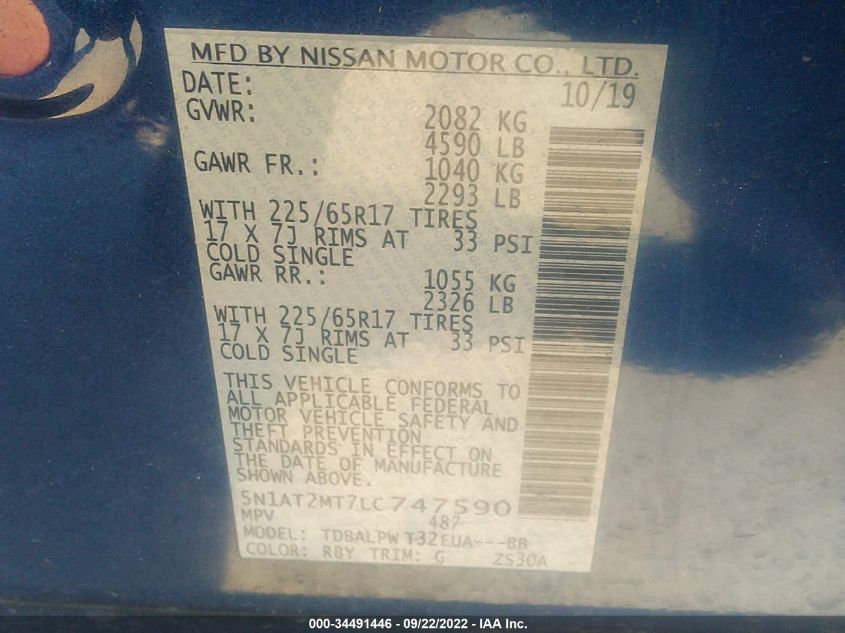 MFD BY NISSAN MOTOR CO., LTD.
DATE: 10/19
GVWR: 2082 KG
4590 LB
GAWR FR.: 1040 KG
2293 LB
WITH 225/65R17 TIRES
17 X 7J RIMS AT 33 PSI
COLD SINGLE
GAWR RR.: 1055 KG
2326 LB
WITH 225/65R17 TIRES
17 X 7J RIMS AT 33 PSI
COLD SINGLE
THIS VEHICLE CONFORMS TO
ALL APPLICABLE FEDERAL
MOTOR VEHICLE SAFETY AND
THEFT PREVENTION
STANDARDS IN EFFECT ON
THE DATE OF MANUFACTURE
SHOWN ABOVE.
5N1AT2MT7LC747590
MPV 487
MODEL: TDBALPW T32EUA---BB
COLOR: RBY TRIM: G ZS30A
000-34491446 - 09/22/2022 - IAA Inc.